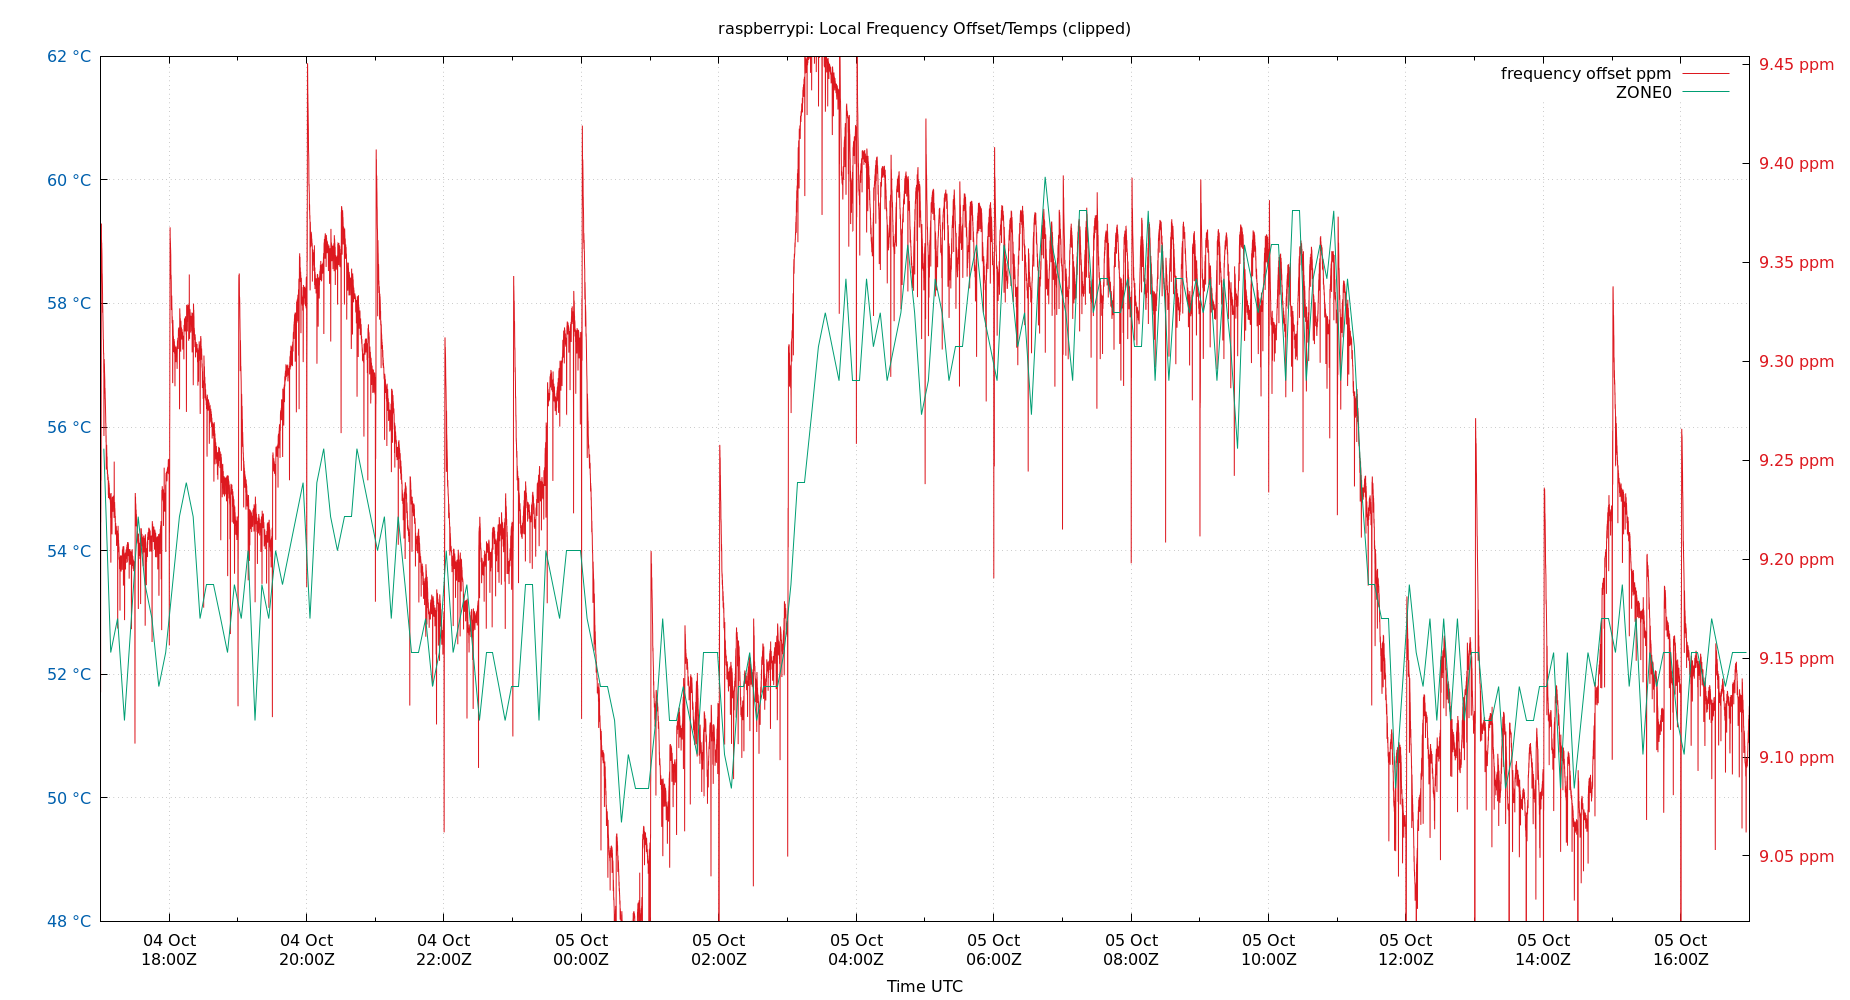 raspberrypi: Local Frequency Offset/Temps (clipped)
62 °C
60 °C
58 °C
56 °C
54 °C
52 °C
50 °C
48 °C
9.45 ppm
9.40 ppm
9.35 ppm
9.30 ppm
9.25 ppm
9.20 ppm
9.15 ppm
9.10 ppm
9.05 ppm
frequency offset ppm
ZONE0
04 Oct 04 Oct 04 Oct 05 Oct 05 Oct 05 Oct 05 Oct 05 Oct 05 Oct 05 Oct 05 Oct 05 Oct
18:00Z 20:00Z 22:00Z 00:00Z 02:00Z 04:00Z 06:00Z 08:00Z 10:00Z 12:00Z 14:00Z 16:00Z
Time UTC